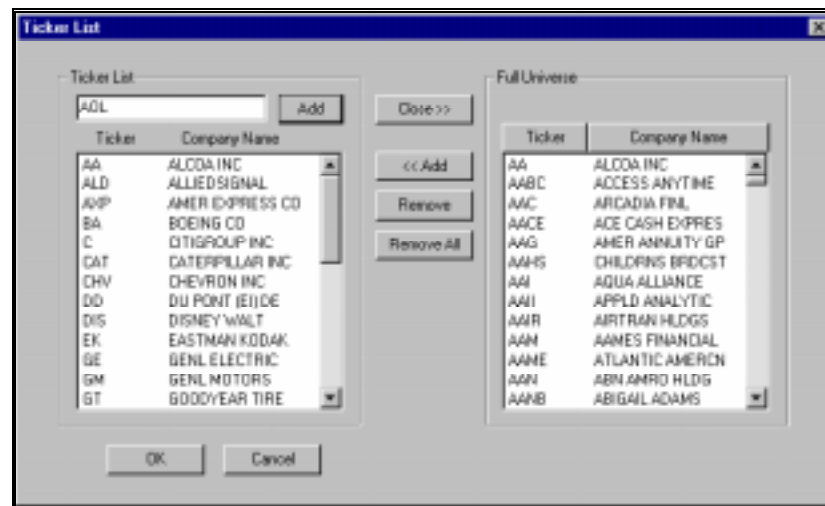 Ticker List
Ticker List
AOL
Add
Ticker Company Name
AA ALCOA INC
ALD ALLIEDSIGNAL
AXP AMER EXPRESS CO
BA BOEING CO
C CITIGROUP INC
CAT CATERPILLAR INC
CHV CHEVRON INC
DD DU PONT (EI) DE
DIS DISNEY WALT
EK EASTMAN KODAK
GE GENL ELECTRIC
GM GENL MOTORS
GT GOODYEAR TIRE
Close >>
<< Add
Remove
Remove All
Full Universe
Ticker Company Name
AA ALCOA INC
AABC ACCESS ANYTIME
AAC ARCADIA FINL
AACE ACE CASH EXPRES
AAG AMER ANNUITY GP
AAHS CHILDRNS BRDCST
AAI AQUA ALLIANCE
AAII APPLD ANALYTIC
AAIR AIRTRAN HLDGS
AAM AAMES FINANCIAL
AAME ATLANTIC AMERCN
AAN ABN AMRO HLDG
AANB ABIGAIL ADAMS
OK
Cancel